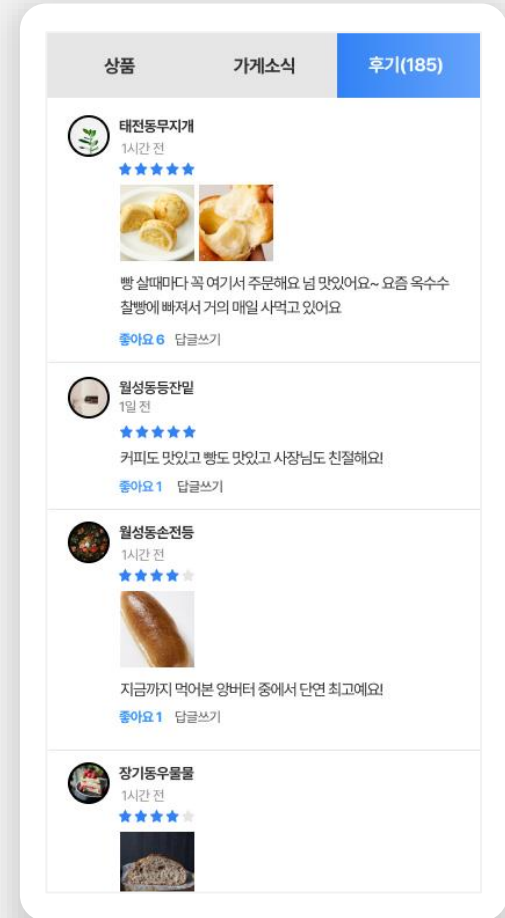 상품 가게소식 후기(185)
태전동무지개
1시간 전
빵 살때마다 꼭 여기서 주문해요 넘 맛있어요~ 요즘 옥수수
찰빵에 빠져서 거의 매일 사먹고 있어요
좋아요 6 답글쓰기
월성동등잔밑
1일 전
커피도 맛있고 빵도 맛있고 사장님도 친절해요!
좋아요 1 답글쓰기
월성동손전등
1시간 전
지금까지 먹어본 앙버터 중에서 단연 최고예요!
좋아요 1 답글쓰기
장기동우물물
1시간 전